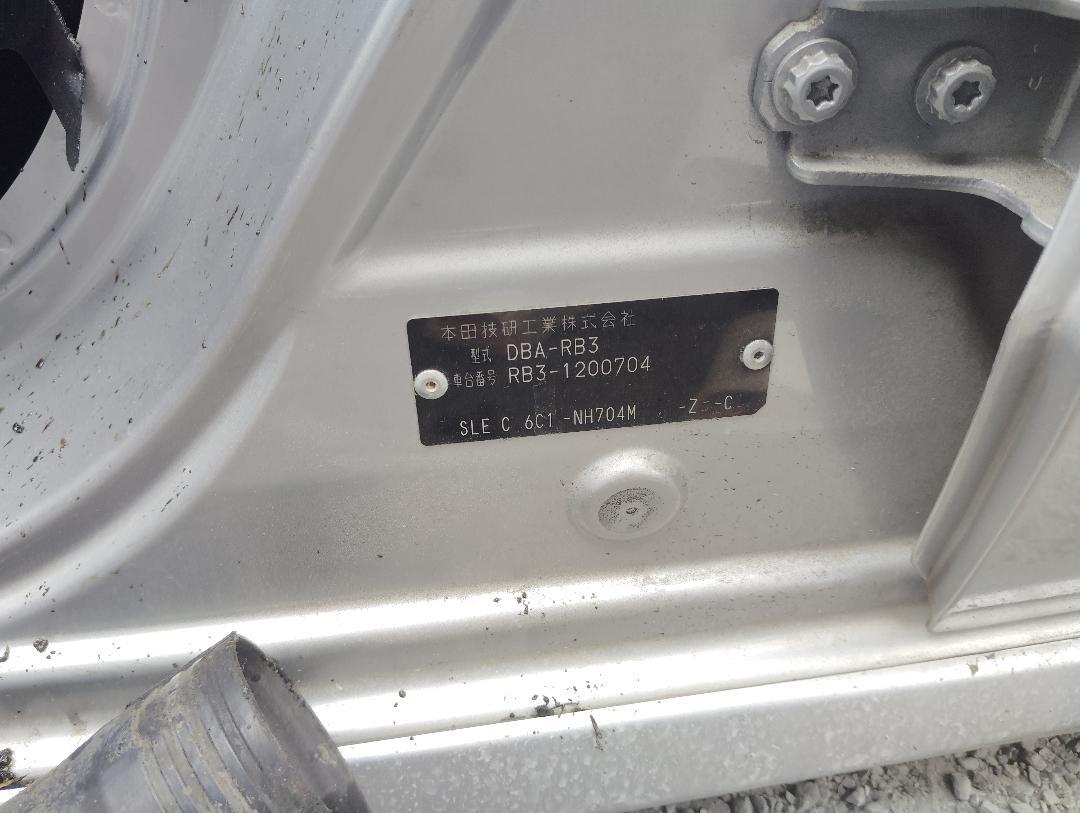 本田技研工業株式会社
型式 DBA-RB3
車台番号 RB3-1200704
SLE C 6C1 -NH704M -Z -C